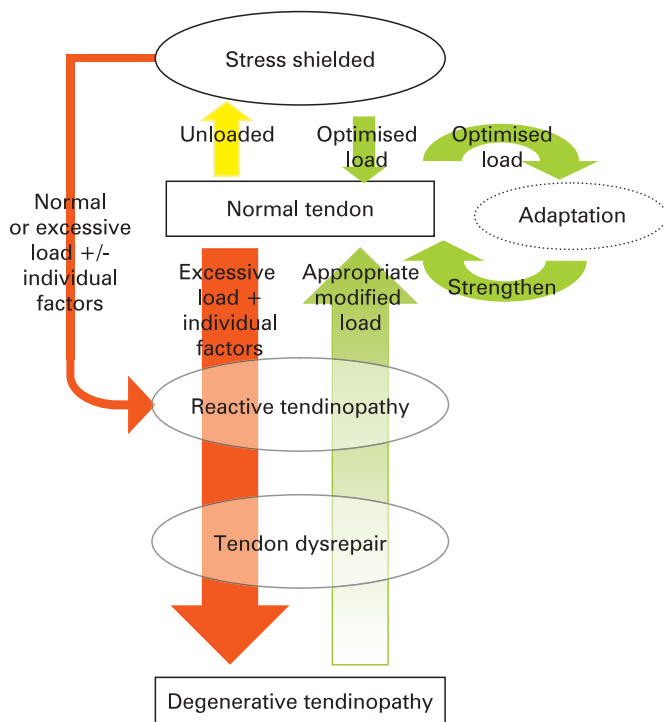 Stress shielded
Unloaded
Optimised
load
Optimised
load
Normal
or excessive
load +/-
individual
factors
Normal tendon
Adaptation
Excessive
load +
individual
factors
Appropriate
modified
load
Strengthen
Reactive tendinopathy
Tendon dysrepair
Degenerative tendinopathy